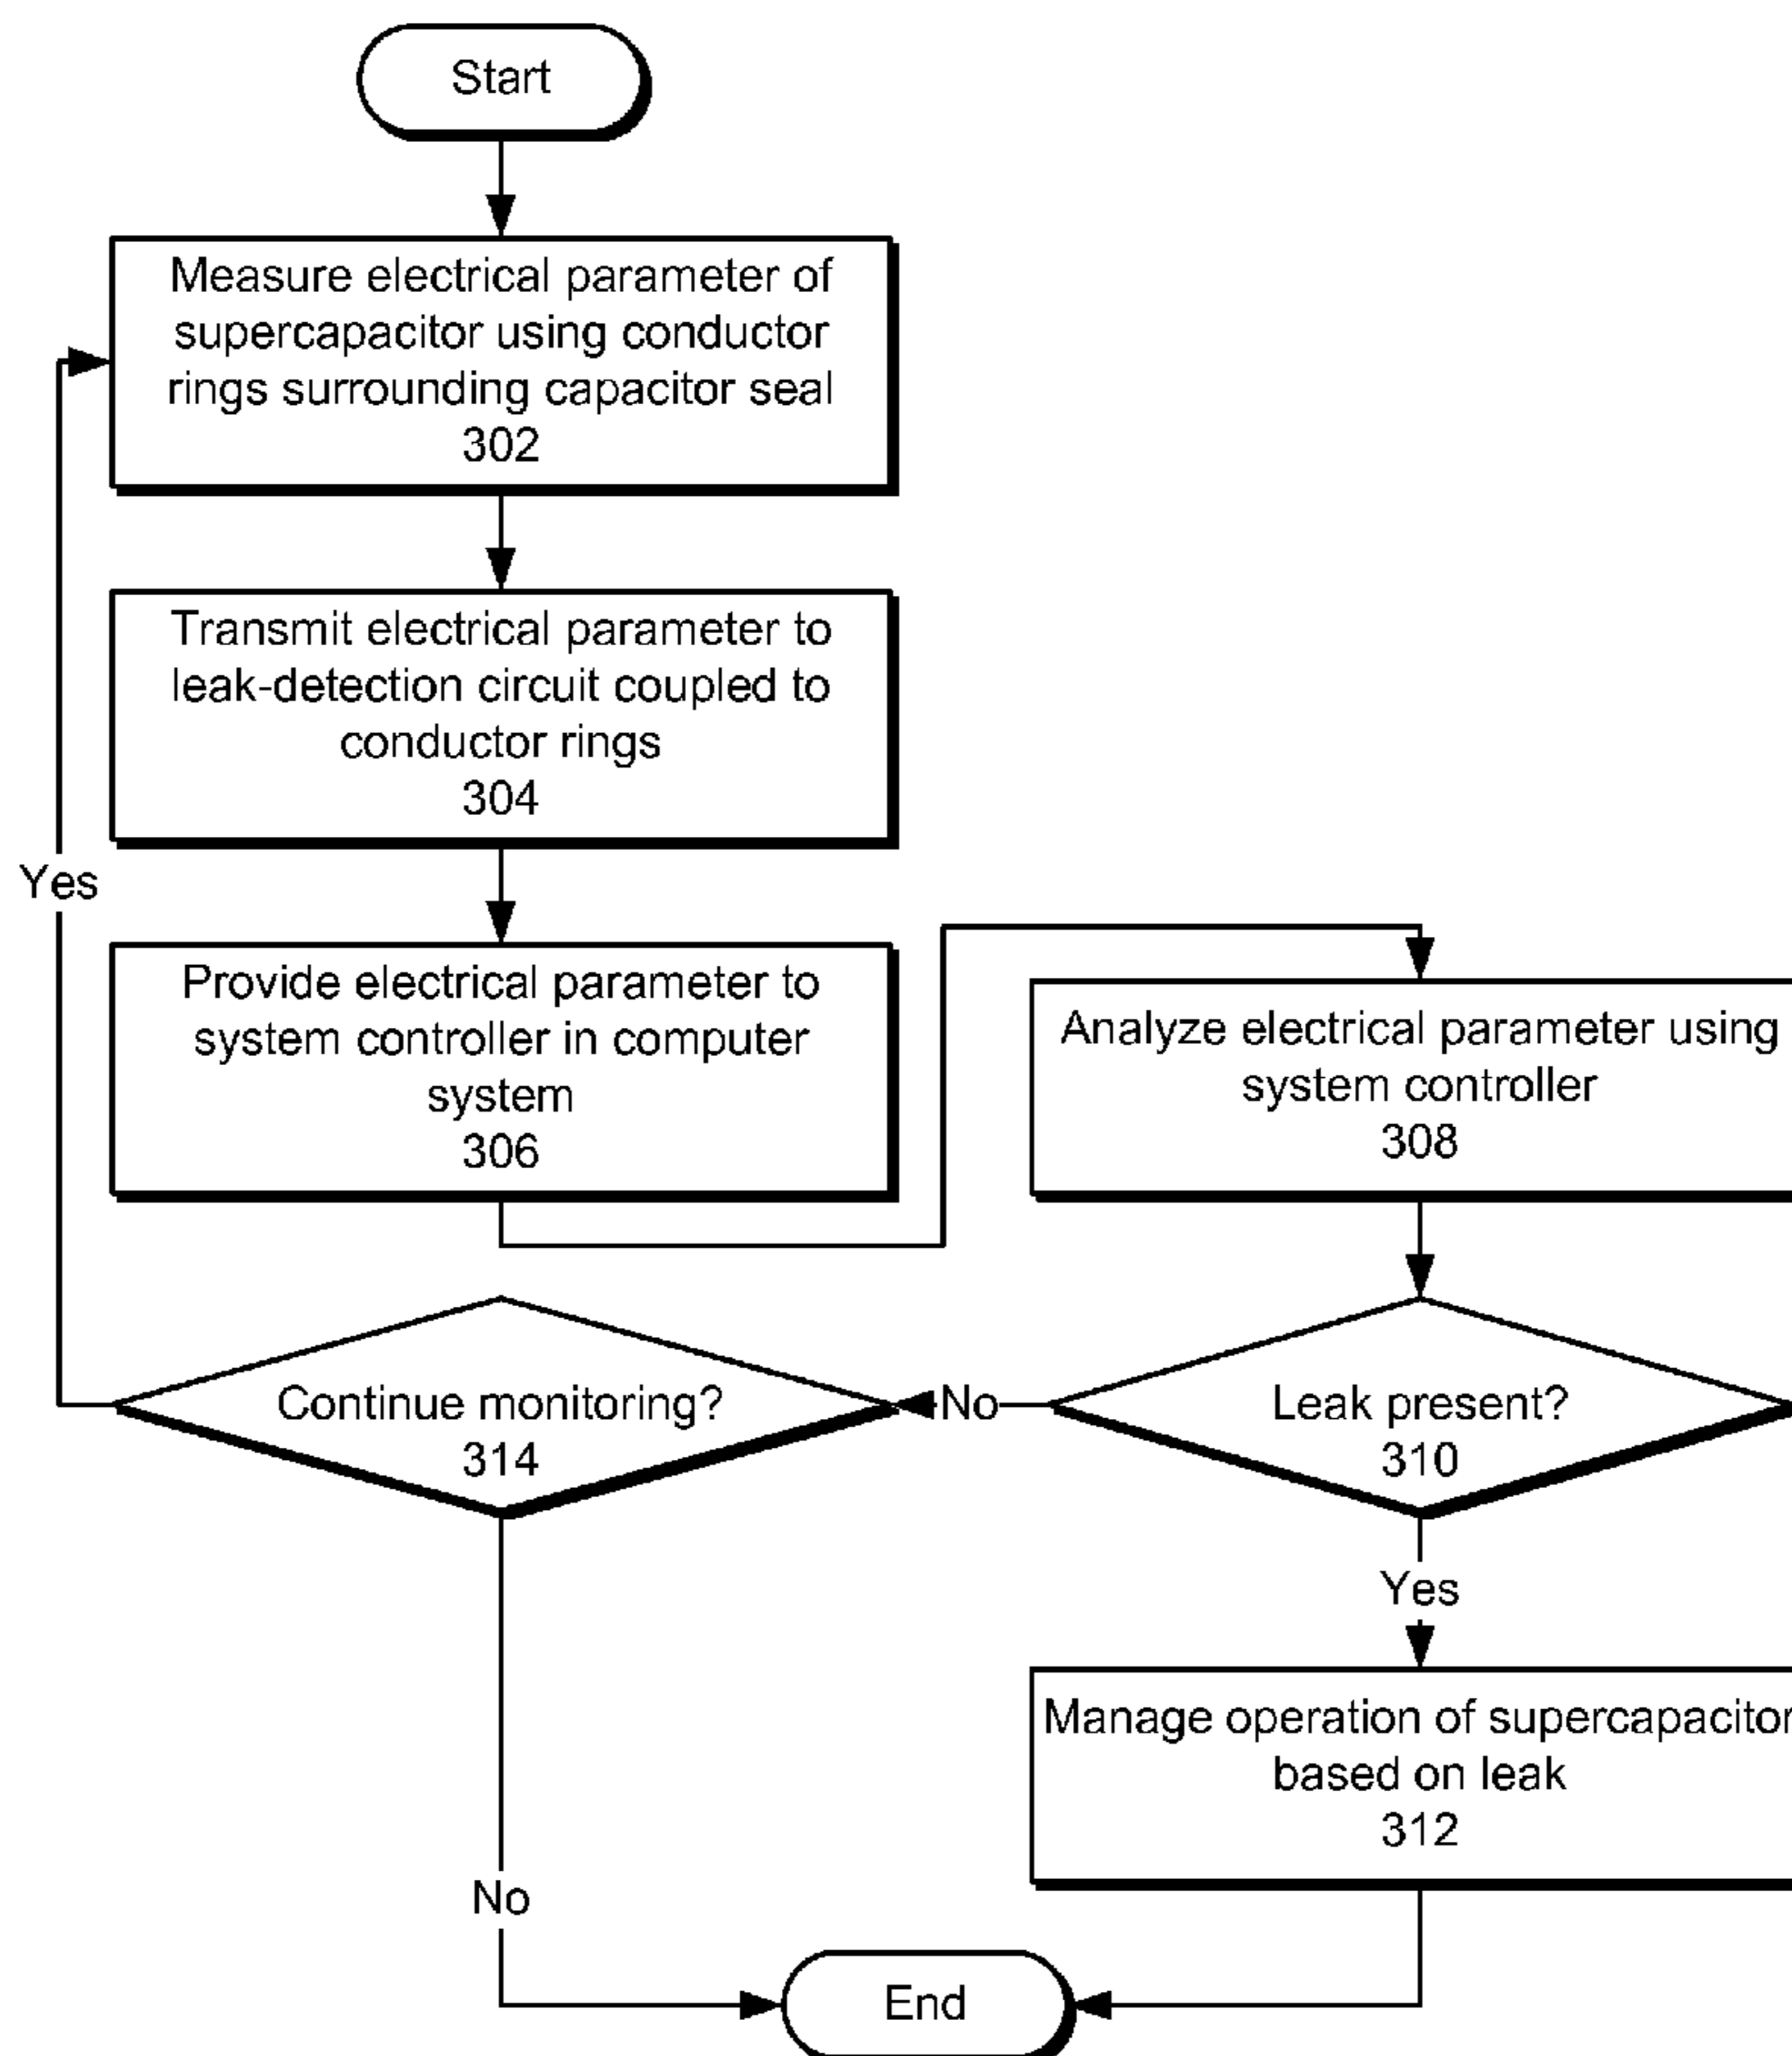 Start
Measure electrical parameter of
supercapacitor using conductor
rings surrounding capacitor seal
302
Transmit electrical parameter to
leak-detection circuit coupled to
conductor rings
304
Yes
Provide electrical parameter to
system controller in computer
system
306
Analyze electrical parameter using
system controller
308
Continue monitoring?
314
No
Leak present?
310
Yes
Manage operation of supercapacitor
based on leak
312
No
End